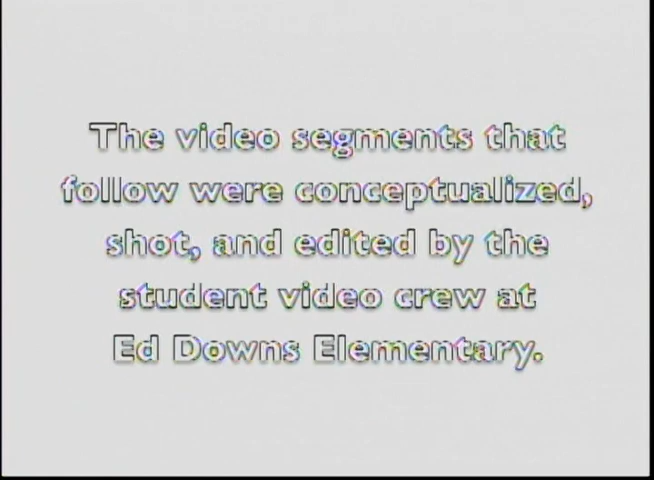 The video segments that
follow were conceptualized,
shot, and edited by the
student video crew at
Ed Downs Elementary.